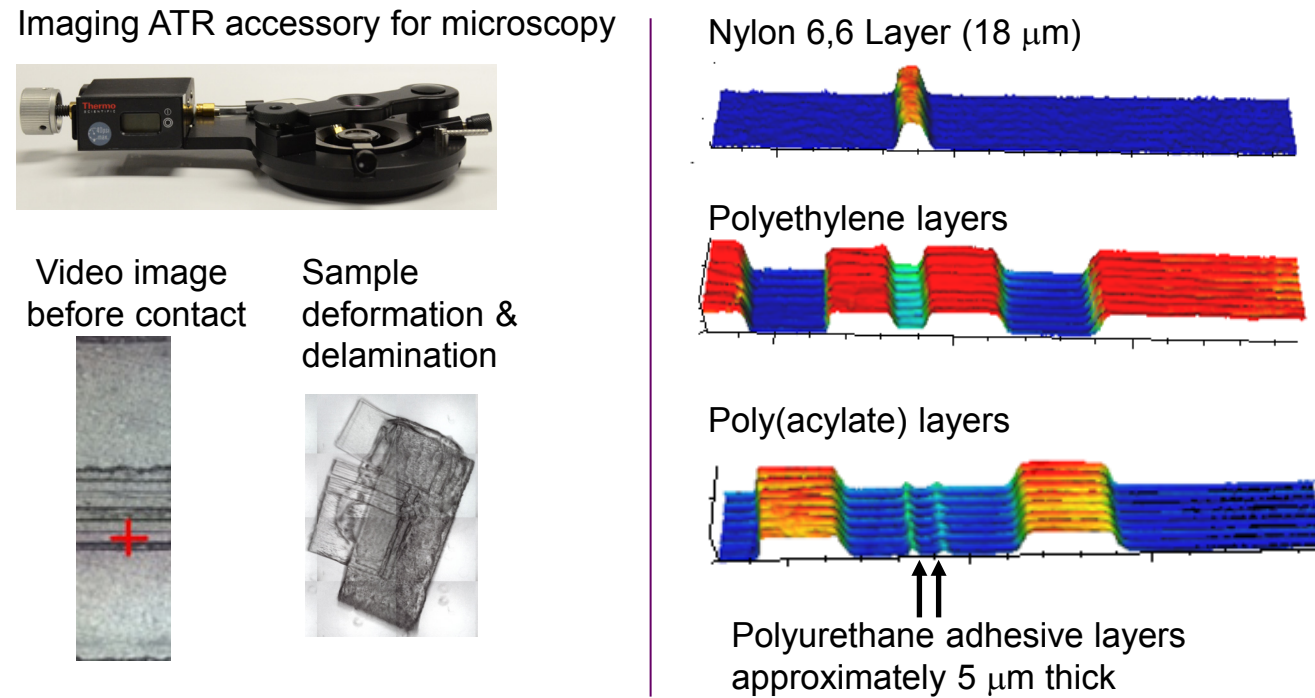 Imaging ATR accessory for microscopy
Thermo
SCIENTIFIC
Video image
before contact
Sample
deformation &
delamination
Nylon 6,6 Layer (18 μm)
Polyethylene layers
Poly(acylate) layers
Polyurethane adhesive layers
approximately 5 μm thick